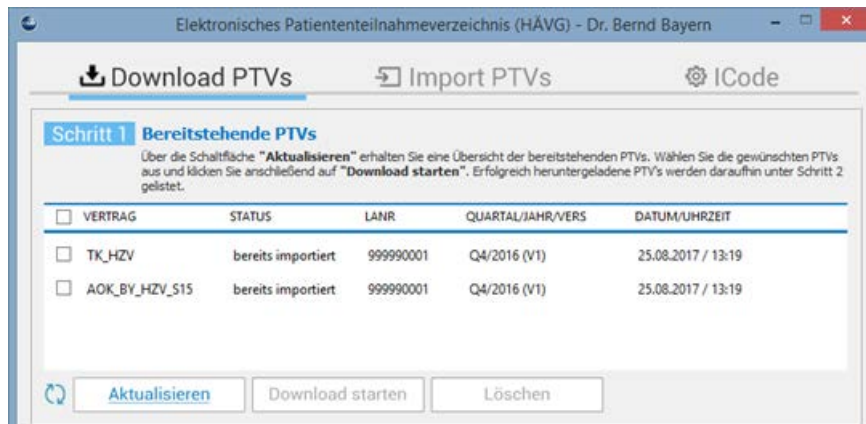 Elektronisches Patiententeilnahmeverzeichnis (HÄVG) - Dr. Bernd Bayern
Download PTVs Import PTVs ICode
Schritt 1 Bereitstehende PTVs
Über die Schaltfläche "Aktualisieren" erhalten Sie eine Übersicht der bereitstehenden PTVs. Wählen Sie die gewünschten PTVs
aus und klicken Sie anschließend auf "Download starten". Erfolgreich heruntergeladene PTV's werden daraufhin unter Schritt 2
gelistet.
VERTRAG STATUS LANR QUARTAL/JAHR/VERS DATUM/UHRZEIT
TK_HZV bereits importiert 999990001 Q4/2016 (V1) 25.08.2017 / 13:19
AOK_BY_HZV_S15 bereits importiert 999990001 Q4/2016 (V1) 25.08.2017 / 13:19
Aktualisieren Download starten Löschen